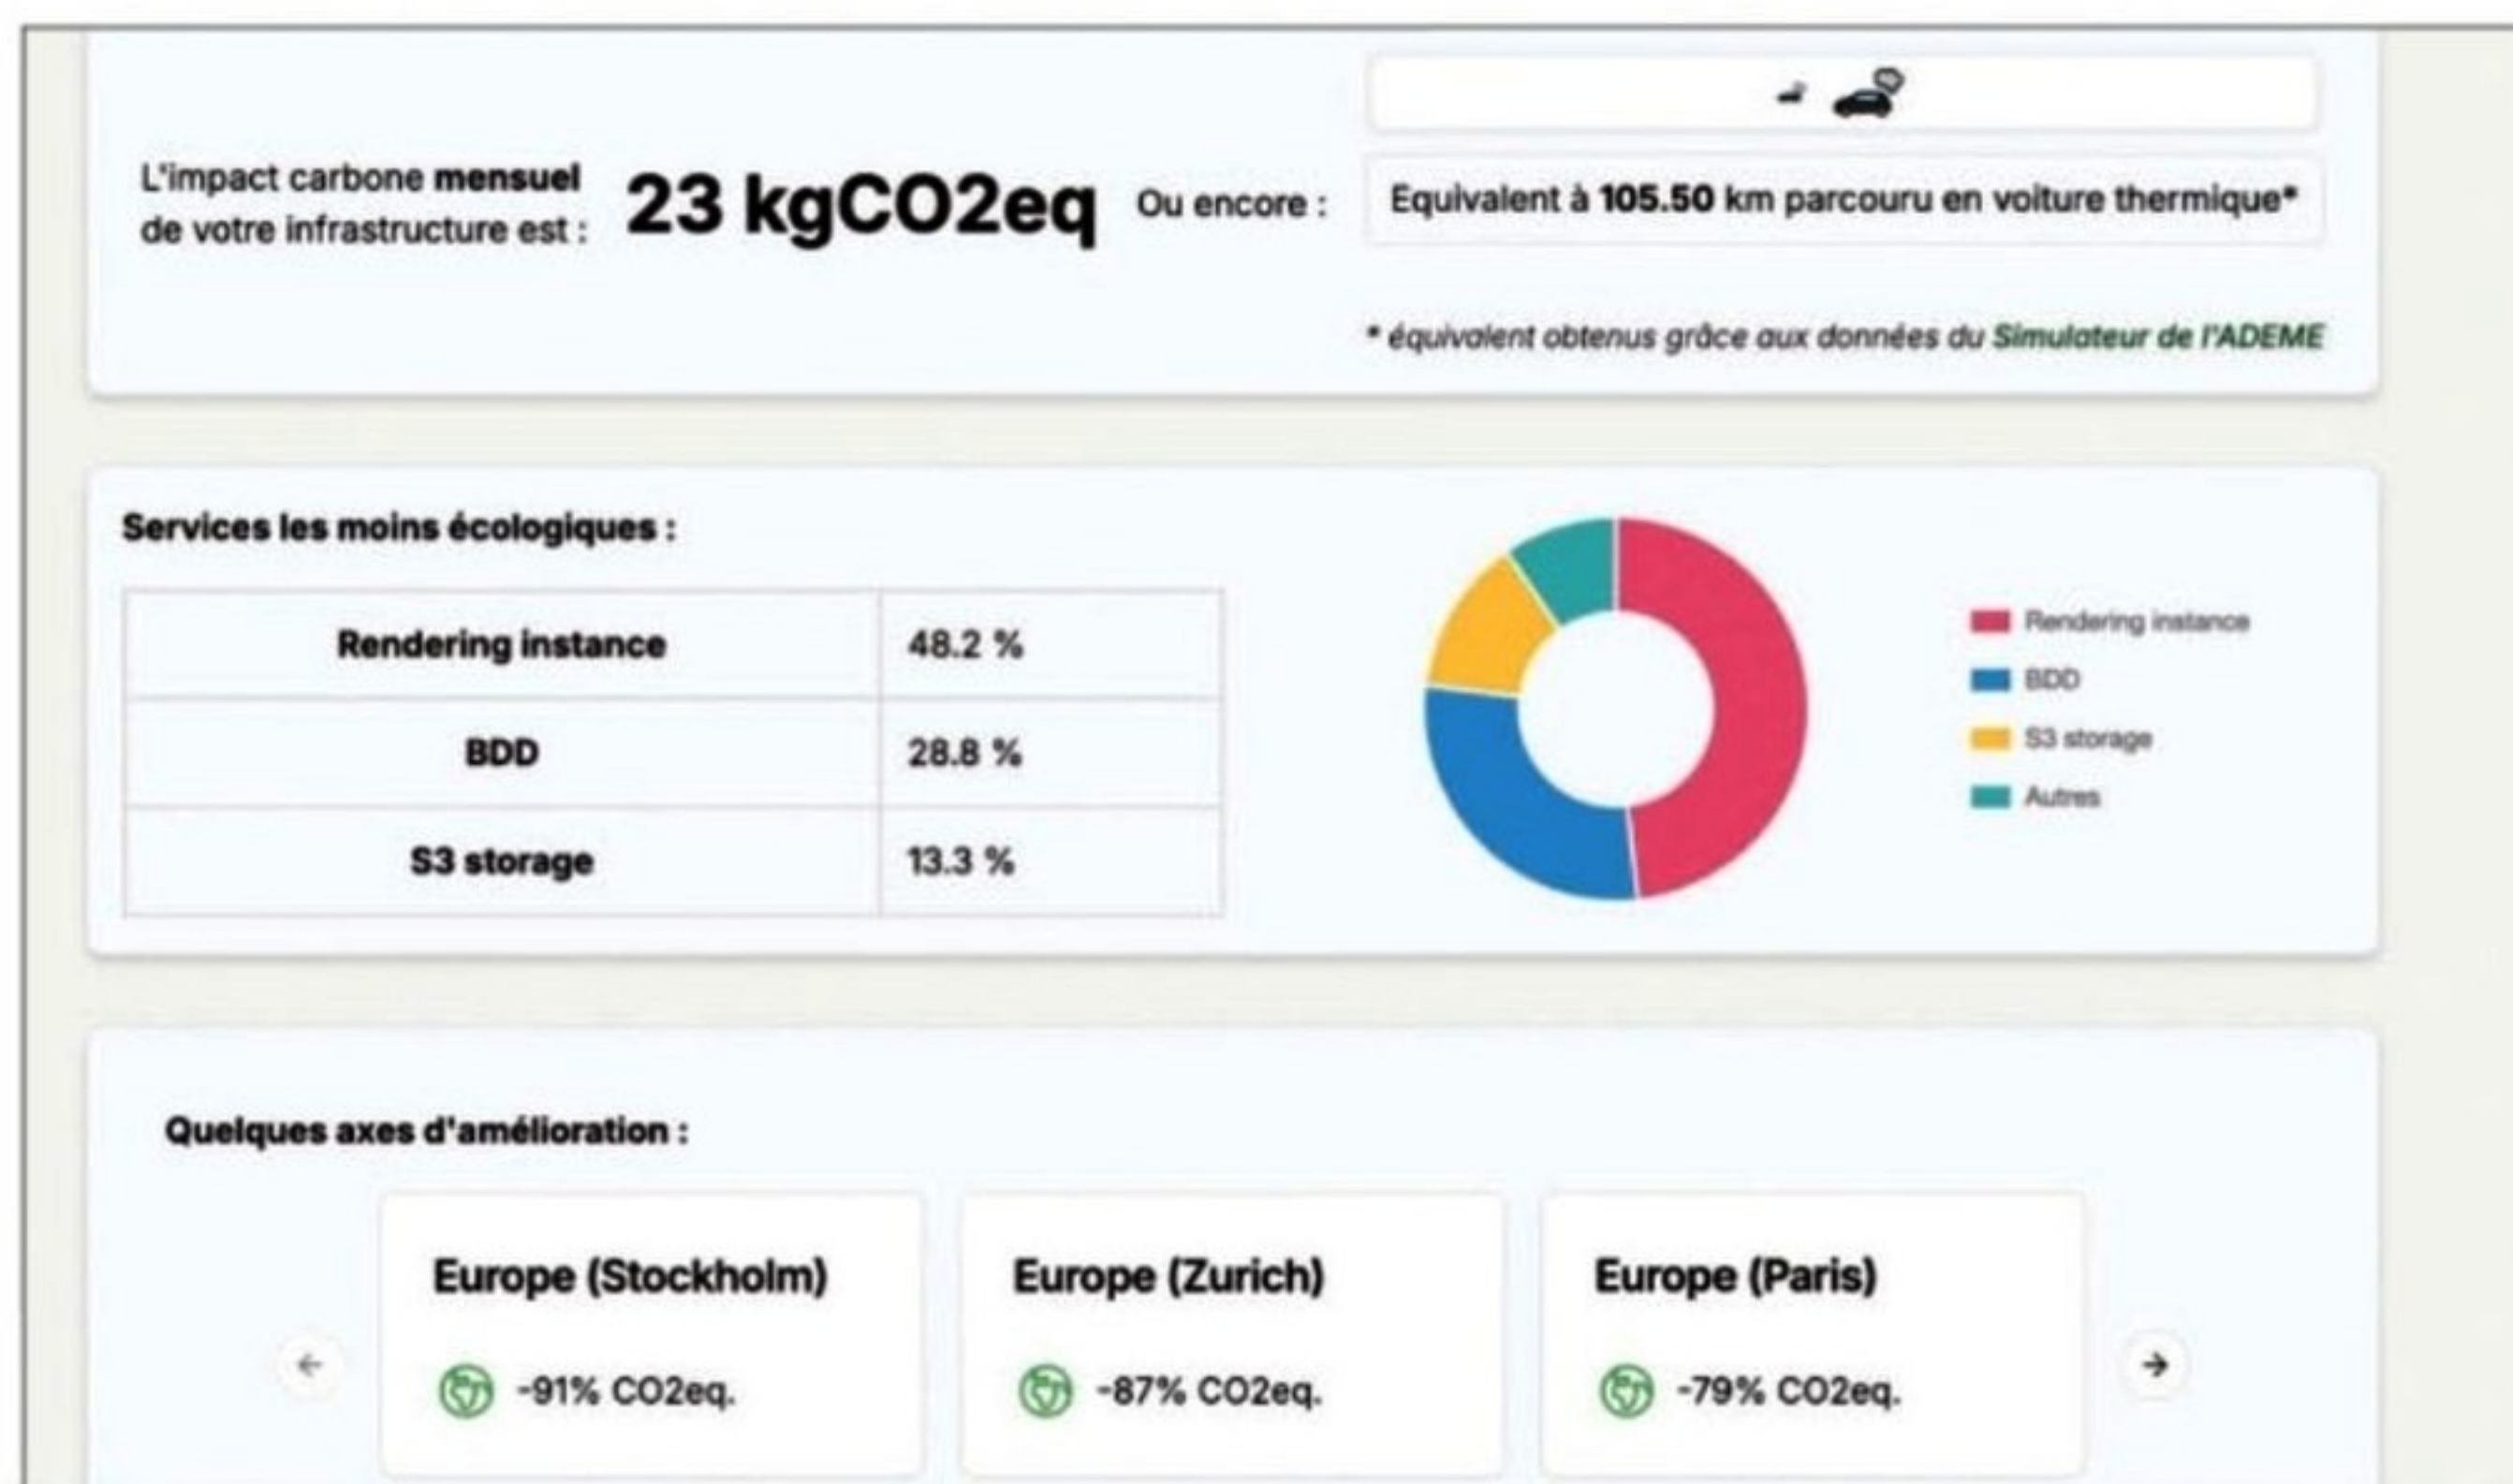 L'impact carbone mensuel
de votre infrastructure est :
23 kgCO2eq
Ou encore :
Equivalent à 105.50 km parcouru en voiture thermique*
* équivalent obtenus grâce aux données du Simulateur de l'ADEME
Services les moins écologiques :
Rendering instance 48.2 %
BDD 28.8 %
S3 storage 13.3 %
Rendering instance
BDD
S3 storage
Autres
Quelques axes d'amélioration :
Europe (Stockholm)
-91% CO2eq.
Europe (Zurich)
-87% CO2eq.
Europe (Paris)
-79% CO2eq.